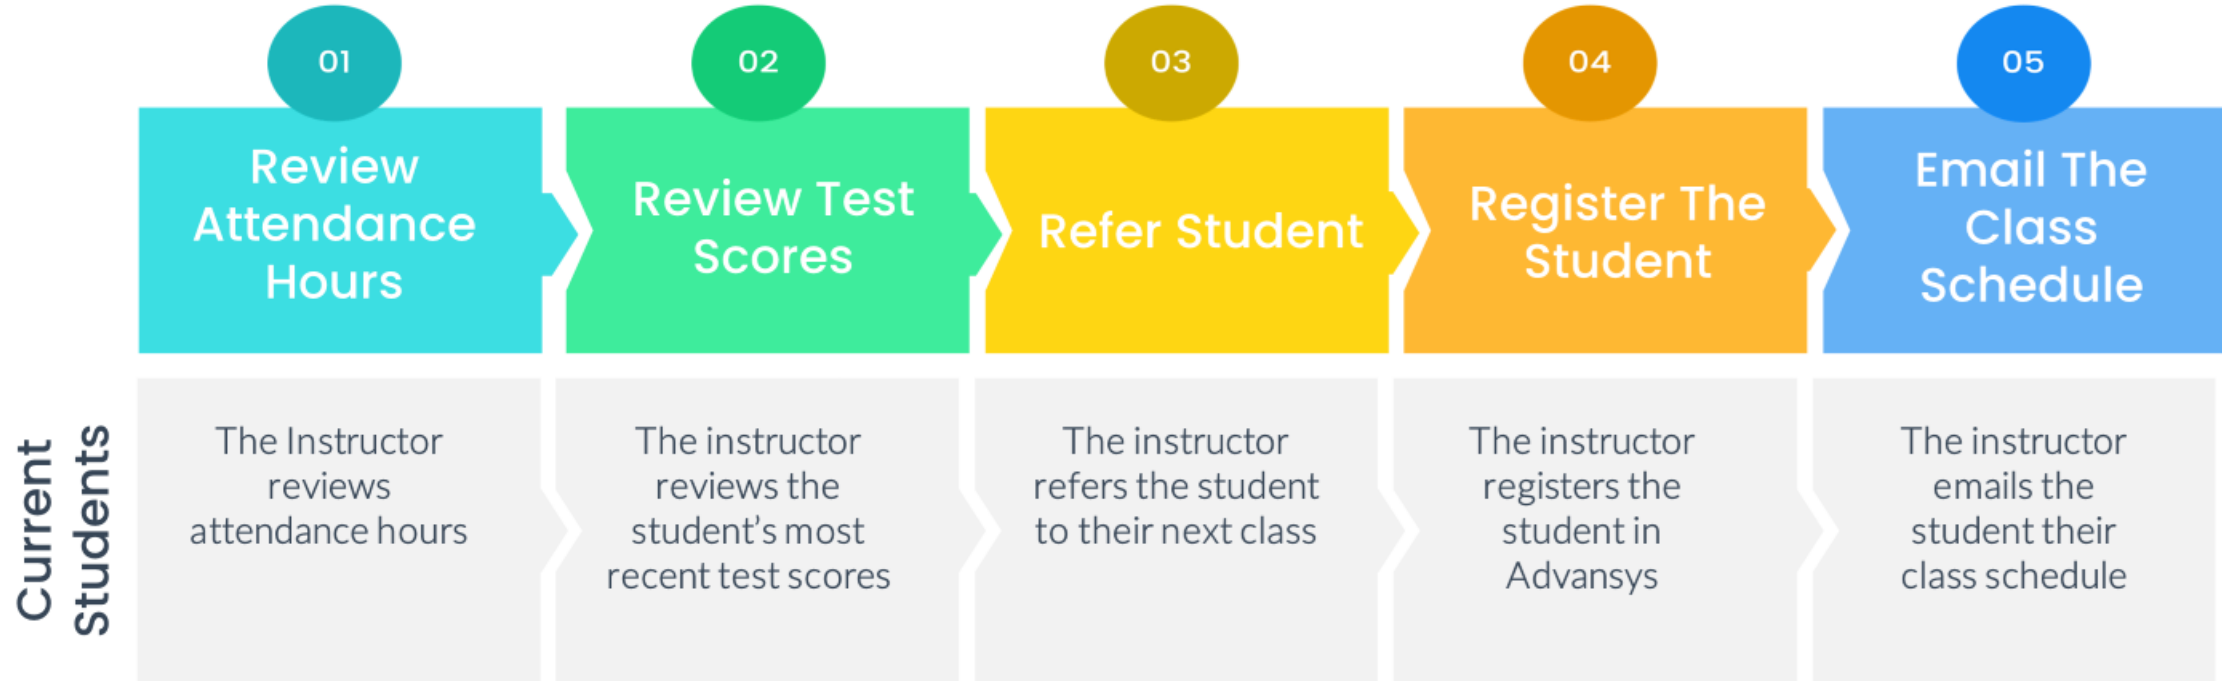 01
02
03
04
05
Review
Attendance
Hours
Review Test
Scores
Refer Student
Register The
Student
Email The
Class
Schedule
Current
Students
The Instructor
reviews
attendance hours
The instructor
reviews the
student’s most
recent test scores
The instructor
refers the student
to their next class
The instructor
registers the
student in
Advansys
The instructor
emails the
student their
class schedule